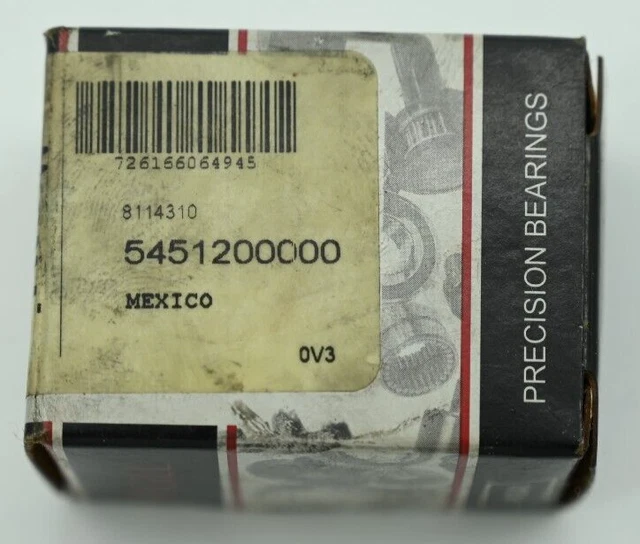 726166064945
8114310
5451200000
MEXICO
0V3
PRECISION BEARINGS